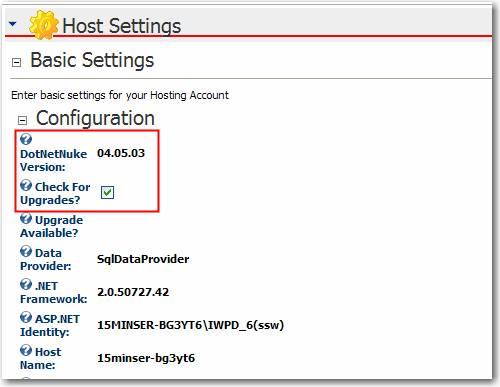 Host Settings
Basic Settings
Enter basic settings for your Hosting Account
Configuration
DotNetNuke
Version:
04.05.03
Check For
Upgrades?
Upgrade
Available?
Data
Provider:
SqlDataProvider
.NET
Framework:
2.0.50727.42
ASP.NET
Identity:
15MINSER-BG3YT6\IWPD_6(ssw)
Host
Name:
15minser-bg3yt6